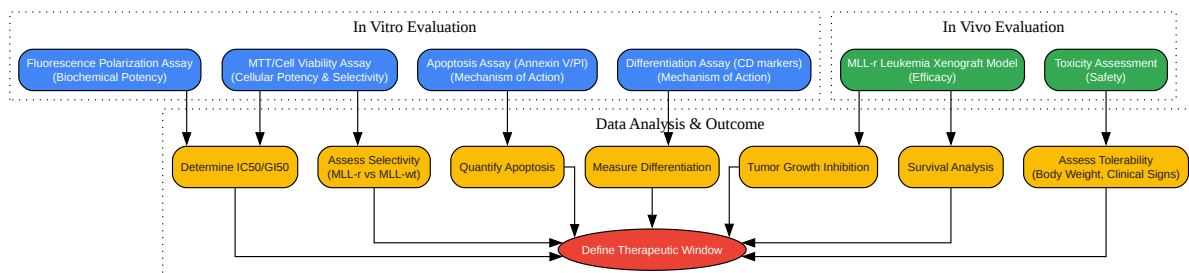 In Vitro Evaluation
In Vivo Evaluation
Fluorescence Polarization Assay
(Biochemical Potency)
MTT/Cell Viability Assay
(Cellular Potency & Selectivity)
Apoptosis Assay (Annexin V/PI)
(Mechanism of Action)
Differentiation Assay (CD markers)
(Mechanism of Action)
MLL-r Leukemia Xenograft Model
(Efficacy)
Toxicity Assessment
(Safety)
Data Analysis & Outcome
Determine IC50/GI50
Assess Selectivity
(MLL-r vs MLL-wt)
Quantify Apoptosis
Measure Differentiation
Tumor Growth Inhibition
Survival Analysis
Assess Tolerability
(Body Weight, Clinical Signs)
Define Therapeutic Window